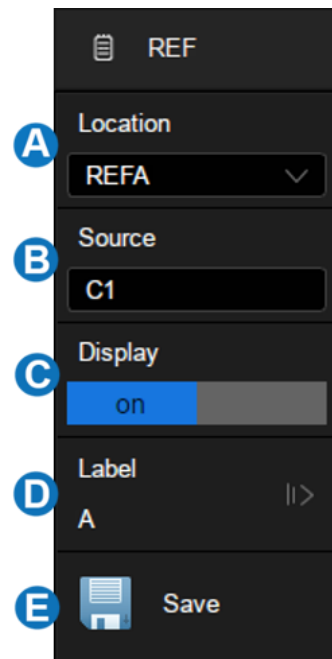 REF
A
Location
REFA
B
Source
C1
C
Display
on
D
Label
A
E
Save